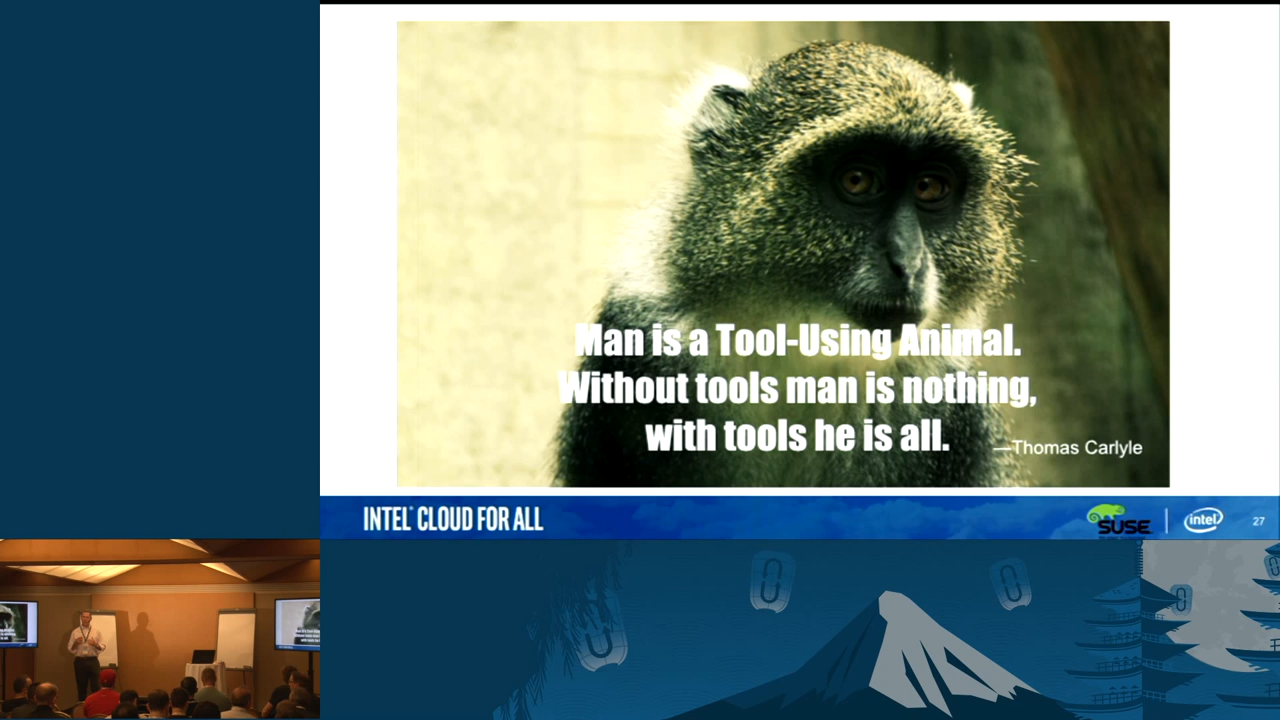 Man is a Tool-Using Animal.
Without tools man is nothing,
with tools he is all.
—Thomas Carlyle
INTEL® CLOUD FOR ALL
SUSE
intel
27